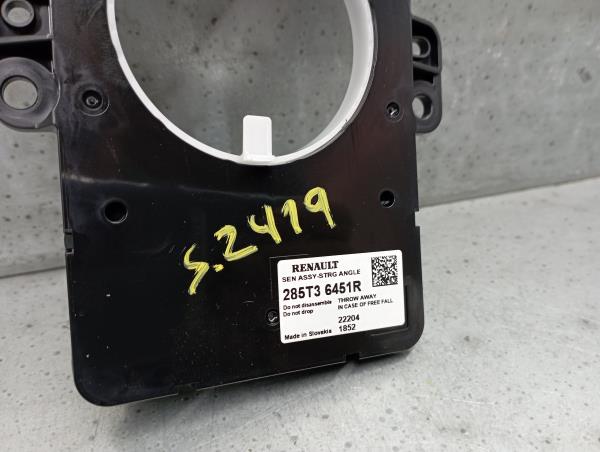 S.2419
RENAULT
SEN ASSY-STRG ANGLE
285T3 6451R
Do not disassemble THROW AWAY
Do not drop IN CASE OF FREE FALL
22204
Made in Slovakia 1852